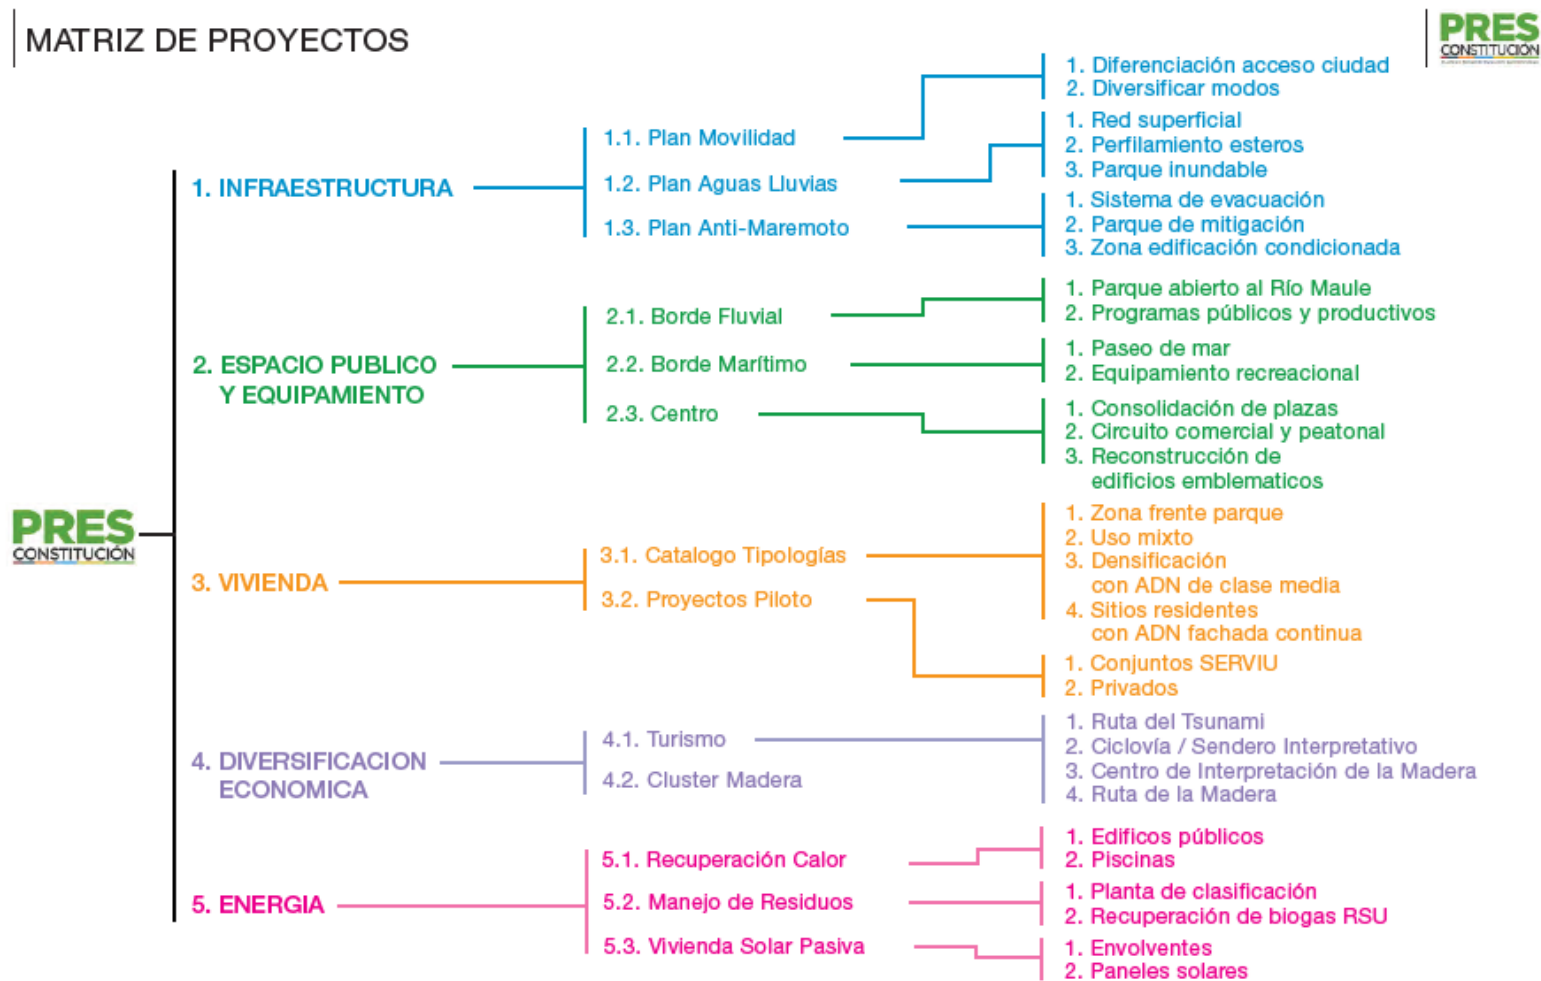 MATRIZ DE PROYECTOS
PRES
CONSTITUCIÓN
PRES
CONSTITUCIÓN
1. INFRAESTRUCTURA
1.1. Plan Movilidad
1. Diferenciación acceso ciudad
2. Diversificar modos
1.2. Plan Aguas Lluvias
1. Red superficial
2. Perfilamiento esteros
3. Parque inundable
1.3. Plan Anti-Maremoto
1. Sistema de evacuación
2. Parque de mitigación
3. Zona edificación condicionada
2. ESPACIO PUBLICO
Y EQUIPAMIENTO
2.1. Borde Fluvial
1. Parque abierto al Río Maule
2. Programas públicos y productivos
2.2. Borde Marítimo
1. Paseo de mar
2. Equipamiento recreacional
2.3. Centro
1. Consolidación de plazas
2. Circuito comercial y peatonal
3. Reconstrucción de
edificios emblematicos
3. VIVIENDA
3.1. Catalogo Tipologías
1. Zona frente parque
2. Uso mixto
3. Densificación
con ADN de clase media
4. Sitios residentes
con ADN fachada continua
3.2. Proyectos Piloto
1. Conjuntos SERVIU
2. Privados
4. DIVERSIFICACION
ECONOMICA
4.1. Turismo
4.2. Cluster Madera
1. Ruta del Tsunami
2. Ciclovía / Sendero Interpretativo
3. Centro de Interpretación de la Madera
4. Ruta de la Madera
5. ENERGIA
5.1. Recuperación Calor
1. Edificos públicos
2. Piscinas
5.2. Manejo de Residuos
1. Planta de clasificación
2. Recuperación de biogas RSU
5.3. Vivienda Solar Pasiva
1. Envolventes
2. Paneles solares